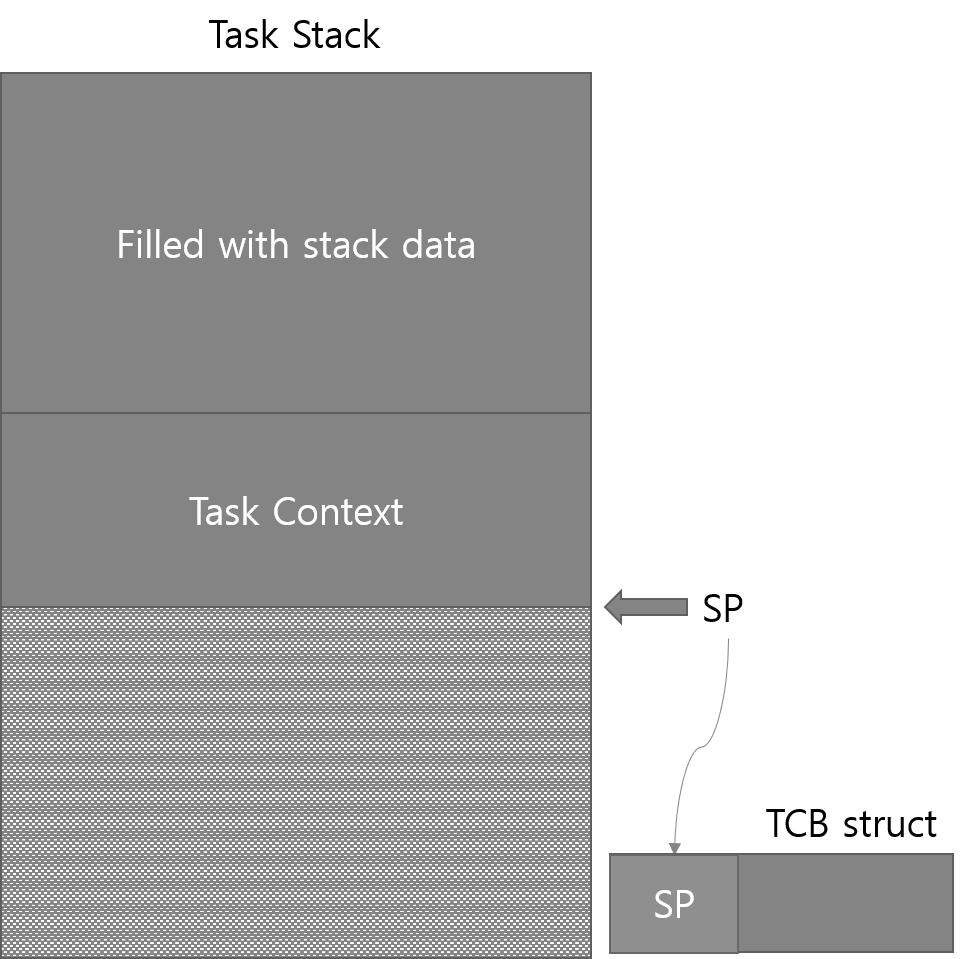 Task Stack
Filled with stack data
Task Context
SP
TCB struct
SP